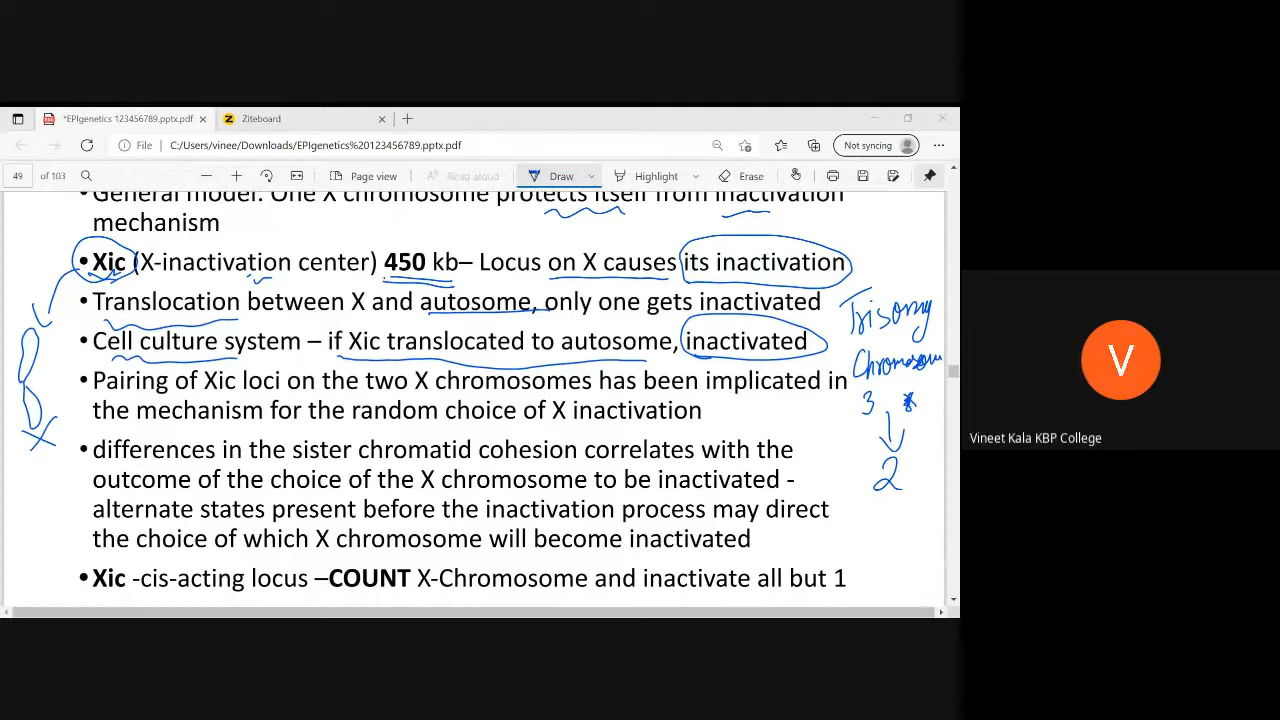 *EPIgenetics 123456789.pptx.pdf
Ziteboard
File
C:/Users/vinee/Downloads/EPIgenetics%20123456789.pptx.pdf
Not syncing
49 of 103
Page view
Read aloud
Draw
Highlight
Erase
General model: One X chromosome protects itself from inactivation
mechanism
•Xic (X-inactivation center) 450 kb– Locus on X causes its inactivation
•Translocation between X and autosome, only one gets inactivated
•Cell culture system – if Xic translocated to autosome, inactivated
•Pairing of Xic loci on the two X chromosomes has been implicated in
the mechanism for the random choice of X inactivation
•differences in the sister chromatid cohesion correlates with the
outcome of the choice of the X chromosome to be inactivated -
alternate states present before the inactivation process may direct
the choice of which X chromosome will become inactivated
•Xic -cis-acting locus –COUNT X-Chromosome and inactivate all but 1
X
Trisomy
Chromosome
3
2
V
Vineet Kala KBP College